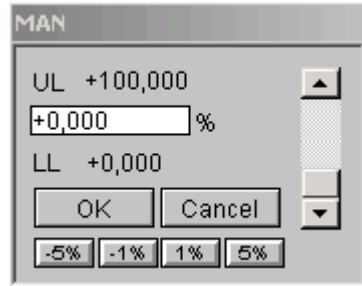 MAN
UL +100,000
+0,000 %
LL +0,000
OK Cancel
-5% -1% 1% 5%